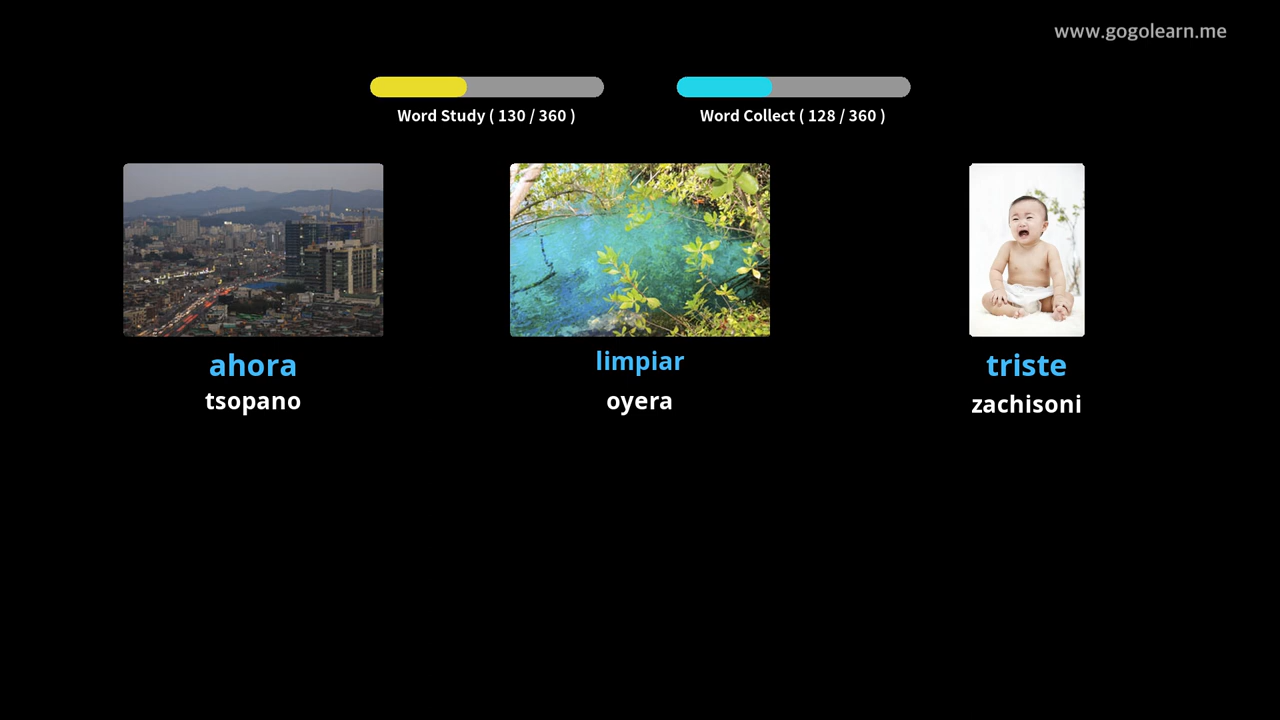 www.gogolearn.me
Word Study ( 130 / 360 )
Word Collect ( 128 / 360 )
ahora
tsopano
limpiar
oyera
triste
zachisoni